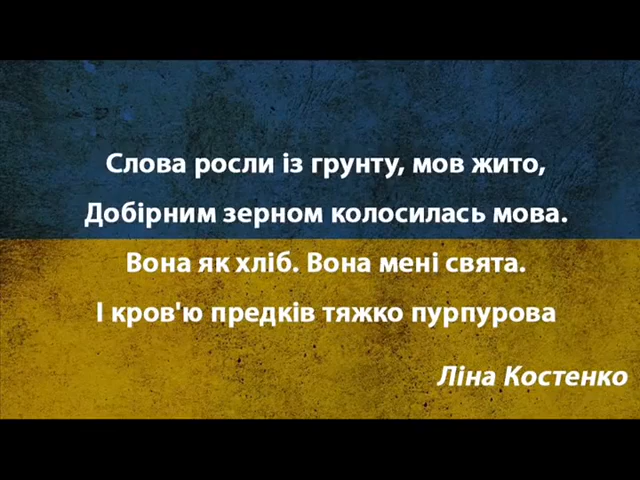 Слова росли із грунту, мов жито,
Добірним зерном колосилась мова.
Вона як хліб. Вона мені свята.
І кров'ю предків тяжко пурпурова
Ліна Костенко